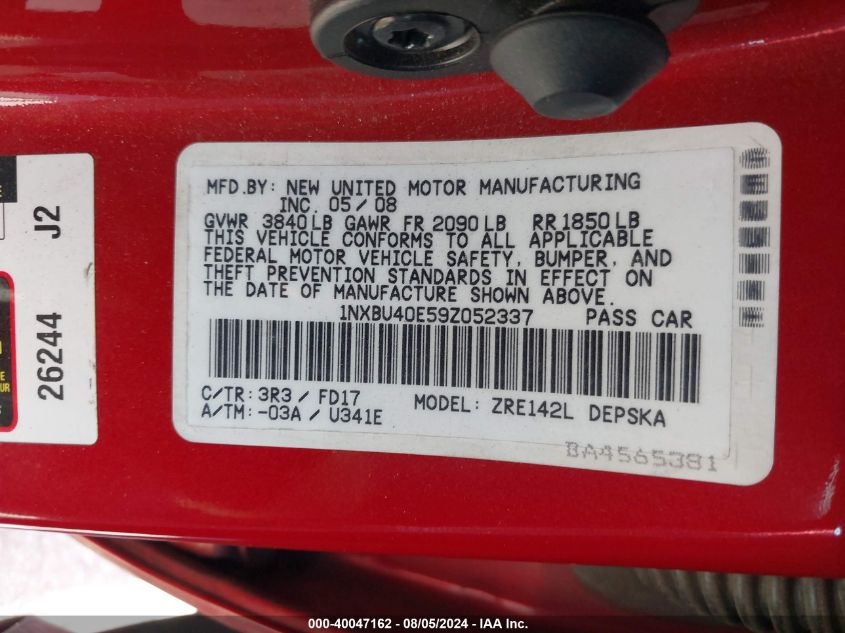 MFD.BY: NEW UNITED MOTOR MANUFACTURING
INC. 05/08
GVWR 3840LB GAWR FR 2090LB RR 1850LB
THIS VEHICLE CONFORMS TO ALL APPLICABLE
FEDERAL MOTOR VEHICLE SAFETY, BUMPER, AND
THEFT PREVENTION STANDARDS IN EFFECT ON
THE DATE OF MANUFACTURE SHOWN ABOVE.
1NXBU40E59Z052337 PASS CAR
C/TR: 3R3 / FD17
A/TM: -03A / U341E
MODEL: ZRE142L DEPSKA
BA4565381
J2
26244
000-40047162 - 08/05/2024 - IAA Inc.